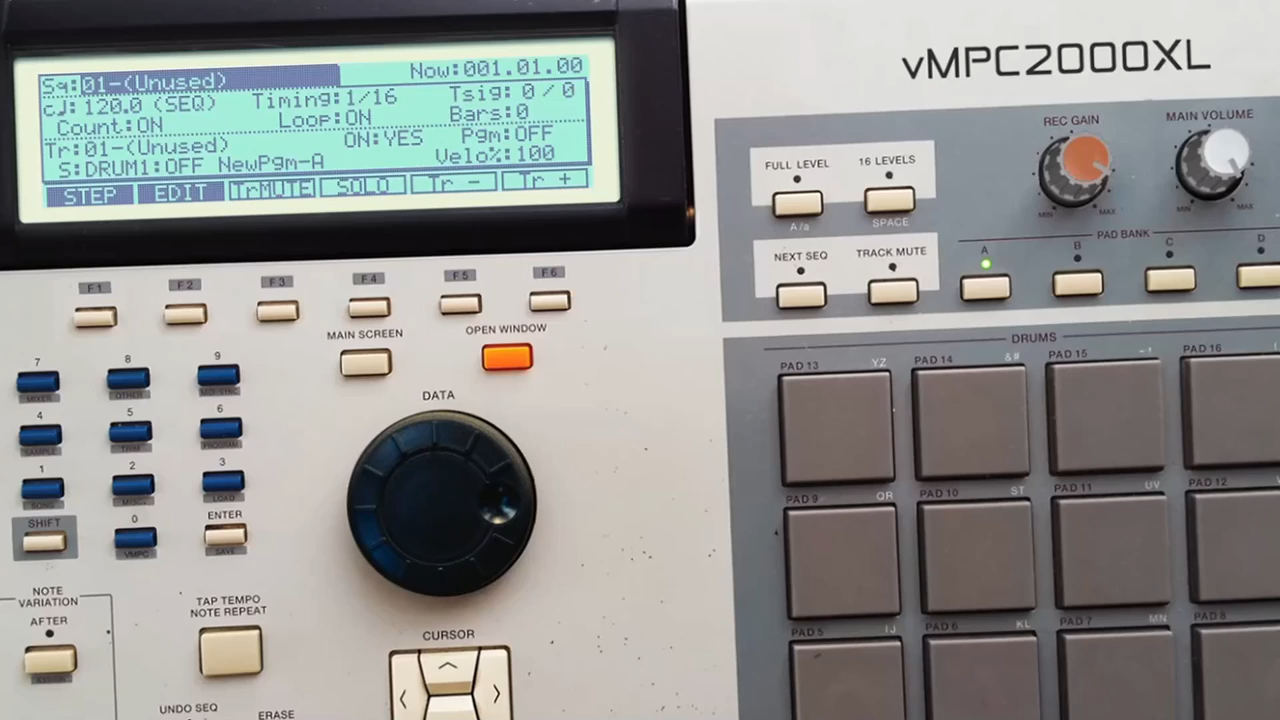 Sq:01-(Unused) Now:001.01.00
cJ:120.0 (SEQ) Timing:1/16 Tsig: 0 / 0
Count:ON Loop:ON Bars:0
Tr:01-(Unused) ON:YES Pgm:OFF
S:DRUM1:OFF NewPgm-A Velo%:100
STEP EDIT TrMUTE SOLO Tr - Tr +
vMPC2000XL
REC GAIN MAIN VOLUME
MIN MAX MIN MAX
FULL LEVEL 16 LEVELS
A/a SPACE
NEXT SEQ TRACK MUTE
PAD BANK
A B C D
F1 F2 F3 F4 F5 F6
MAIN SCREEN OPEN WINDOW
7 8 9
MIXER OTHER MIDI SYNC
4 5 6
SAMPLE TRIM PROGRAM
1 2 3
SONG MISC. LOAD
SHIFT 0 ENTER
VMPC SAVE
DATA
NOTE VARIATION
AFTER
ASSIGN
TAP TEMPO
NOTE REPEAT
CURSOR
UNDO SEQ ERASE
DRUMS
PAD 13 YZ PAD 14 &# PAD 15 PAD 16
PAD 9 QR PAD 10 ST PAD 11 UV PAD 12
PAD 5 IJ PAD 6 KL PAD 7 MN PAD 8